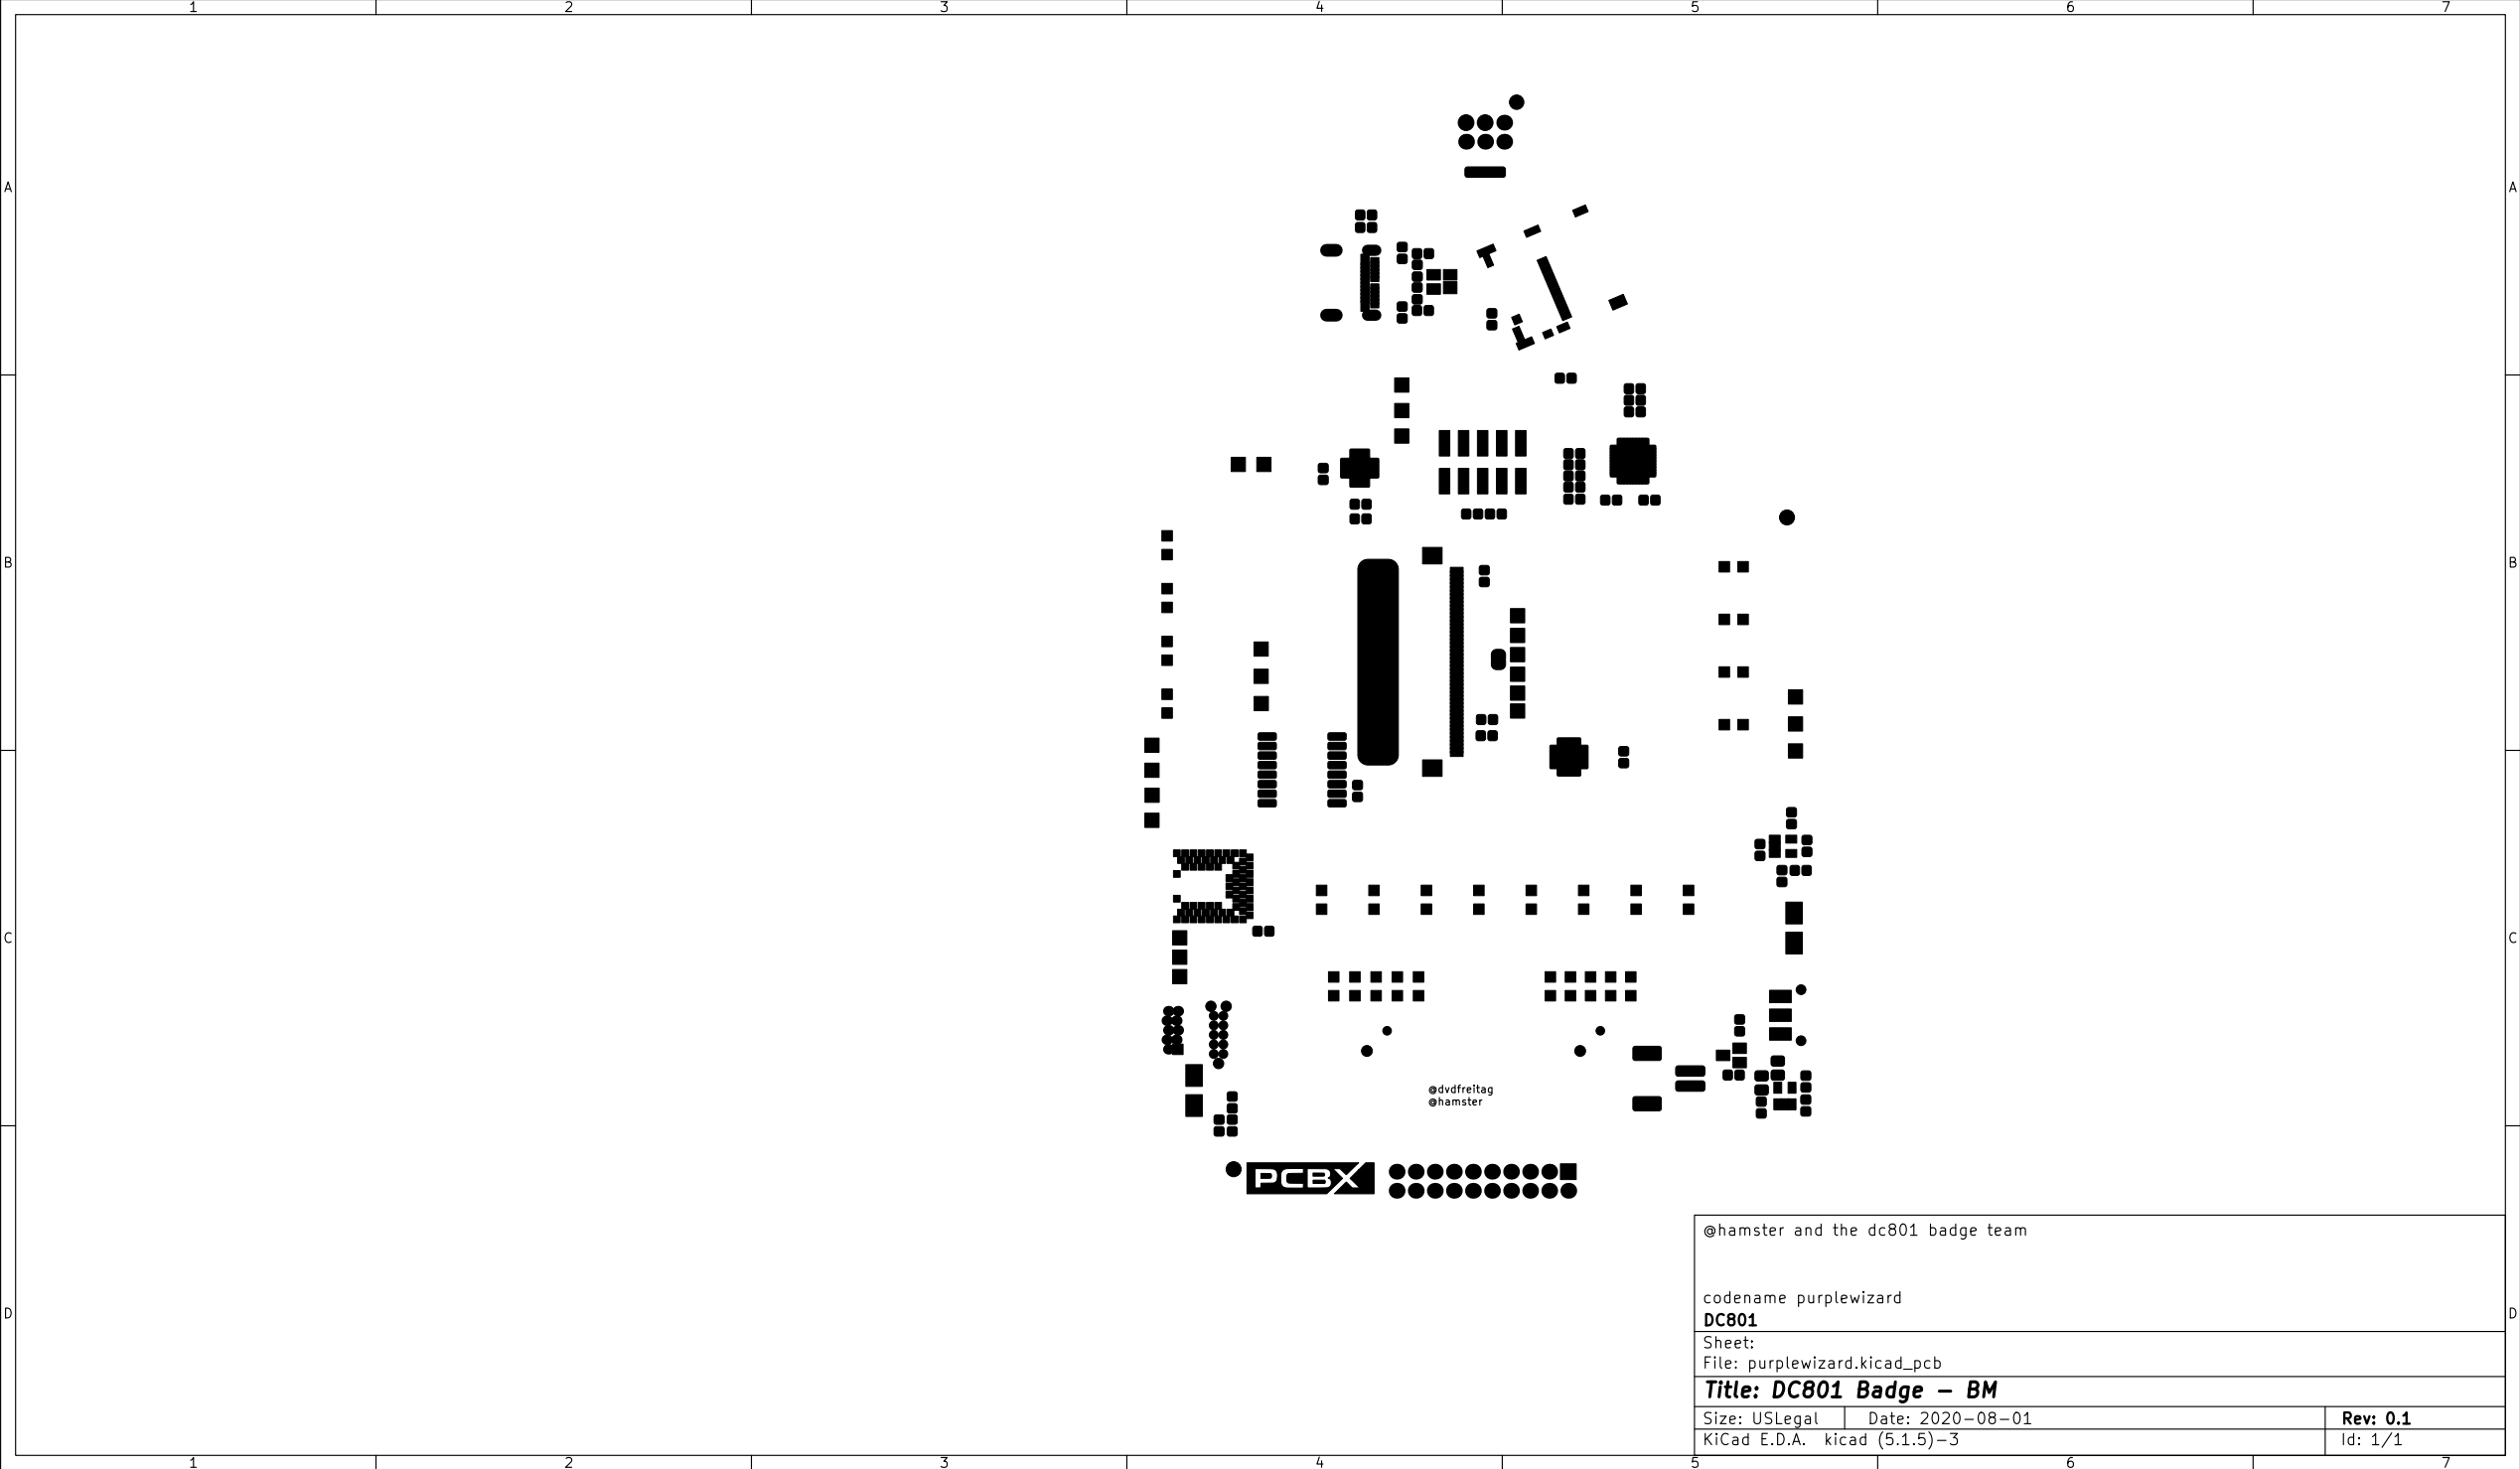 1 2 3 4 5 6 7
A A
B B
@dvdfreitag
@hamster
C C
PCBX
@hamster and the dc801 badge team
codename purplewizard
DC801
D D
Sheet:
File: purplewizard.kicad_pcb
Title: DC801 Badge - BM
Size: USLegal Date: 2020-08-01 Rev: 0.1
KiCad E.D.A. kicad (5.1.5)-3 Id: 1/1
1 2 3 4 5 6 7